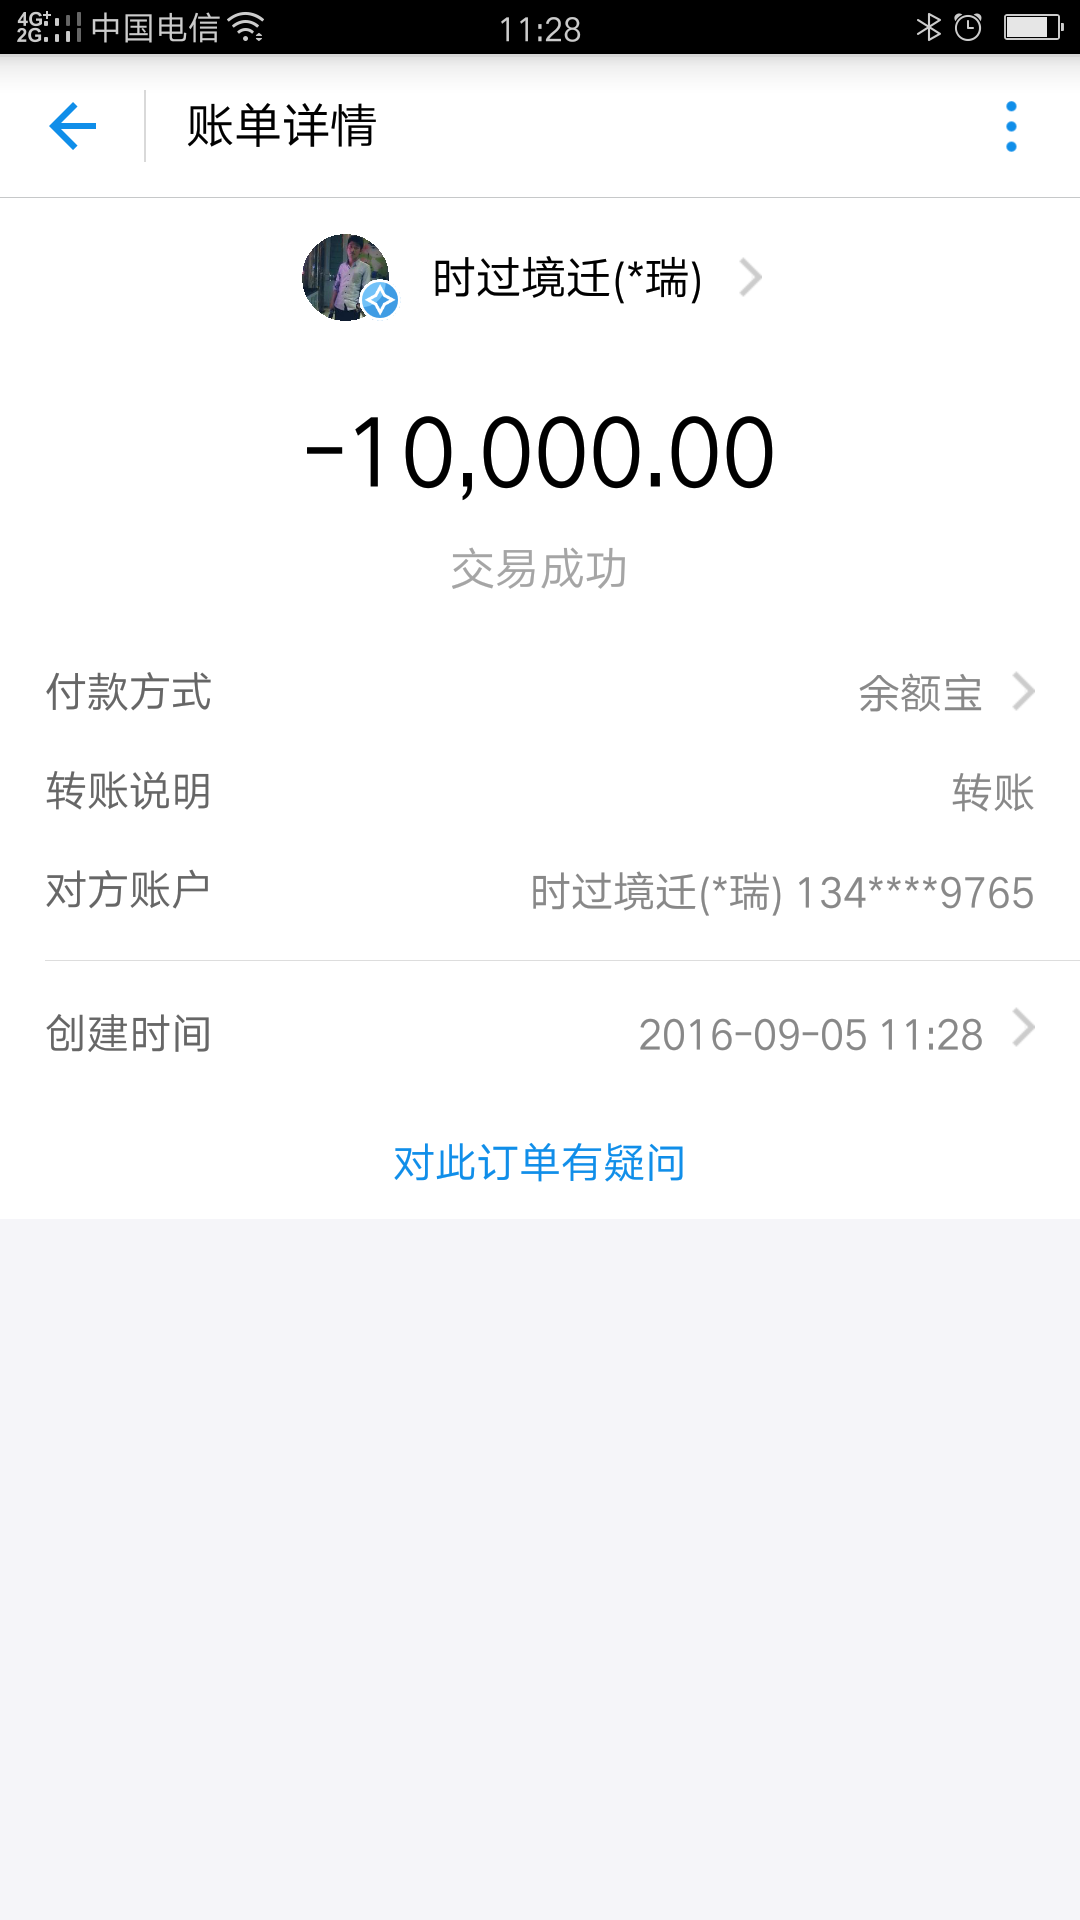 4G+ 2G 中国电信 11:28
账单详情
时过境迁(*瑞)
-10,000.00
交易成功
付款方式 余额宝
转账说明 转账
对方账户 时过境迁(*瑞) 134****9765
创建时间 2016-09-05 11:28
对此订单有疑问